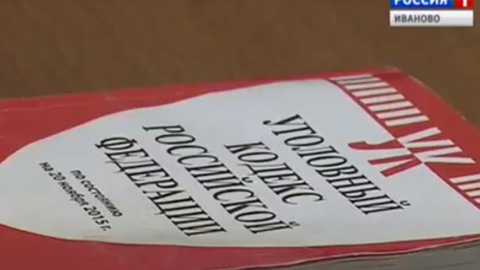 РОССИЯ 1
ИВАНОВО
УК
УГОЛОВНЫЙ
КОДЕКС
РОССИЙСКОЙ
ФЕДЕРАЦИИ
по состоянию
на 20 ноября 2015 г.